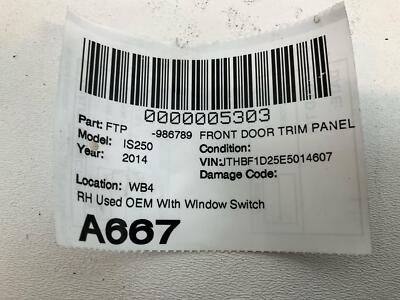 0000005303
Part: FTP -986789 FRONT DOOR TRIM PANEL
Model: IS250 Condition:
Year: 2014 VIN:JTHBF1D25E5014607
Damage Code:
Location: WB4
RH Used OEM With Window Switch
A667